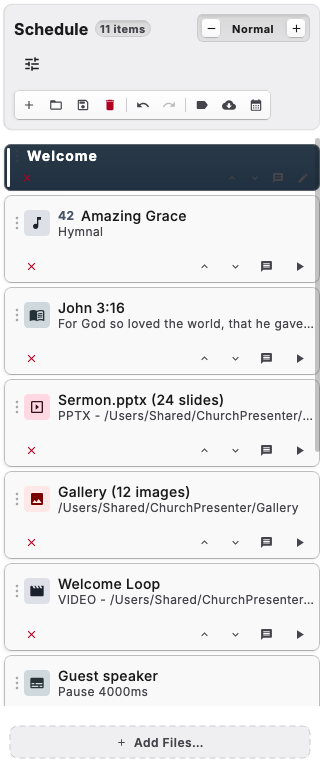 Schedule 11 items
Normal
Welcome
42 Amazing Grace
Hymnal
John 3:16
For God so loved the world, that he gave...
Sermon.pptx (24 slides)
PPTX - /Users/Shared/ChurchPresenter/...
Gallery (12 images)
/Users/Shared/ChurchPresenter/Gallery
Welcome Loop
VIDEO - /Users/Shared/ChurchPresenter...
Guest speaker
Pause 4000ms
+ Add Files...